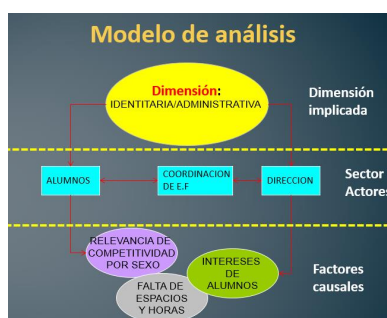 Modelo de análisis
Dimensión:
IDENTITARIA/ADMINISTRATIVA
Dimensión
implicada
ALUMNOS
COORDINACION
DE E.F
DIRECCION
Sector
Actores
RELEVANCIA DE
COMPETITIVIDAD
POR SEXO
INTERESES
DE
ALUMNOS
FALTA DE
ESPACIOS
Y HORAS
Factores
causales